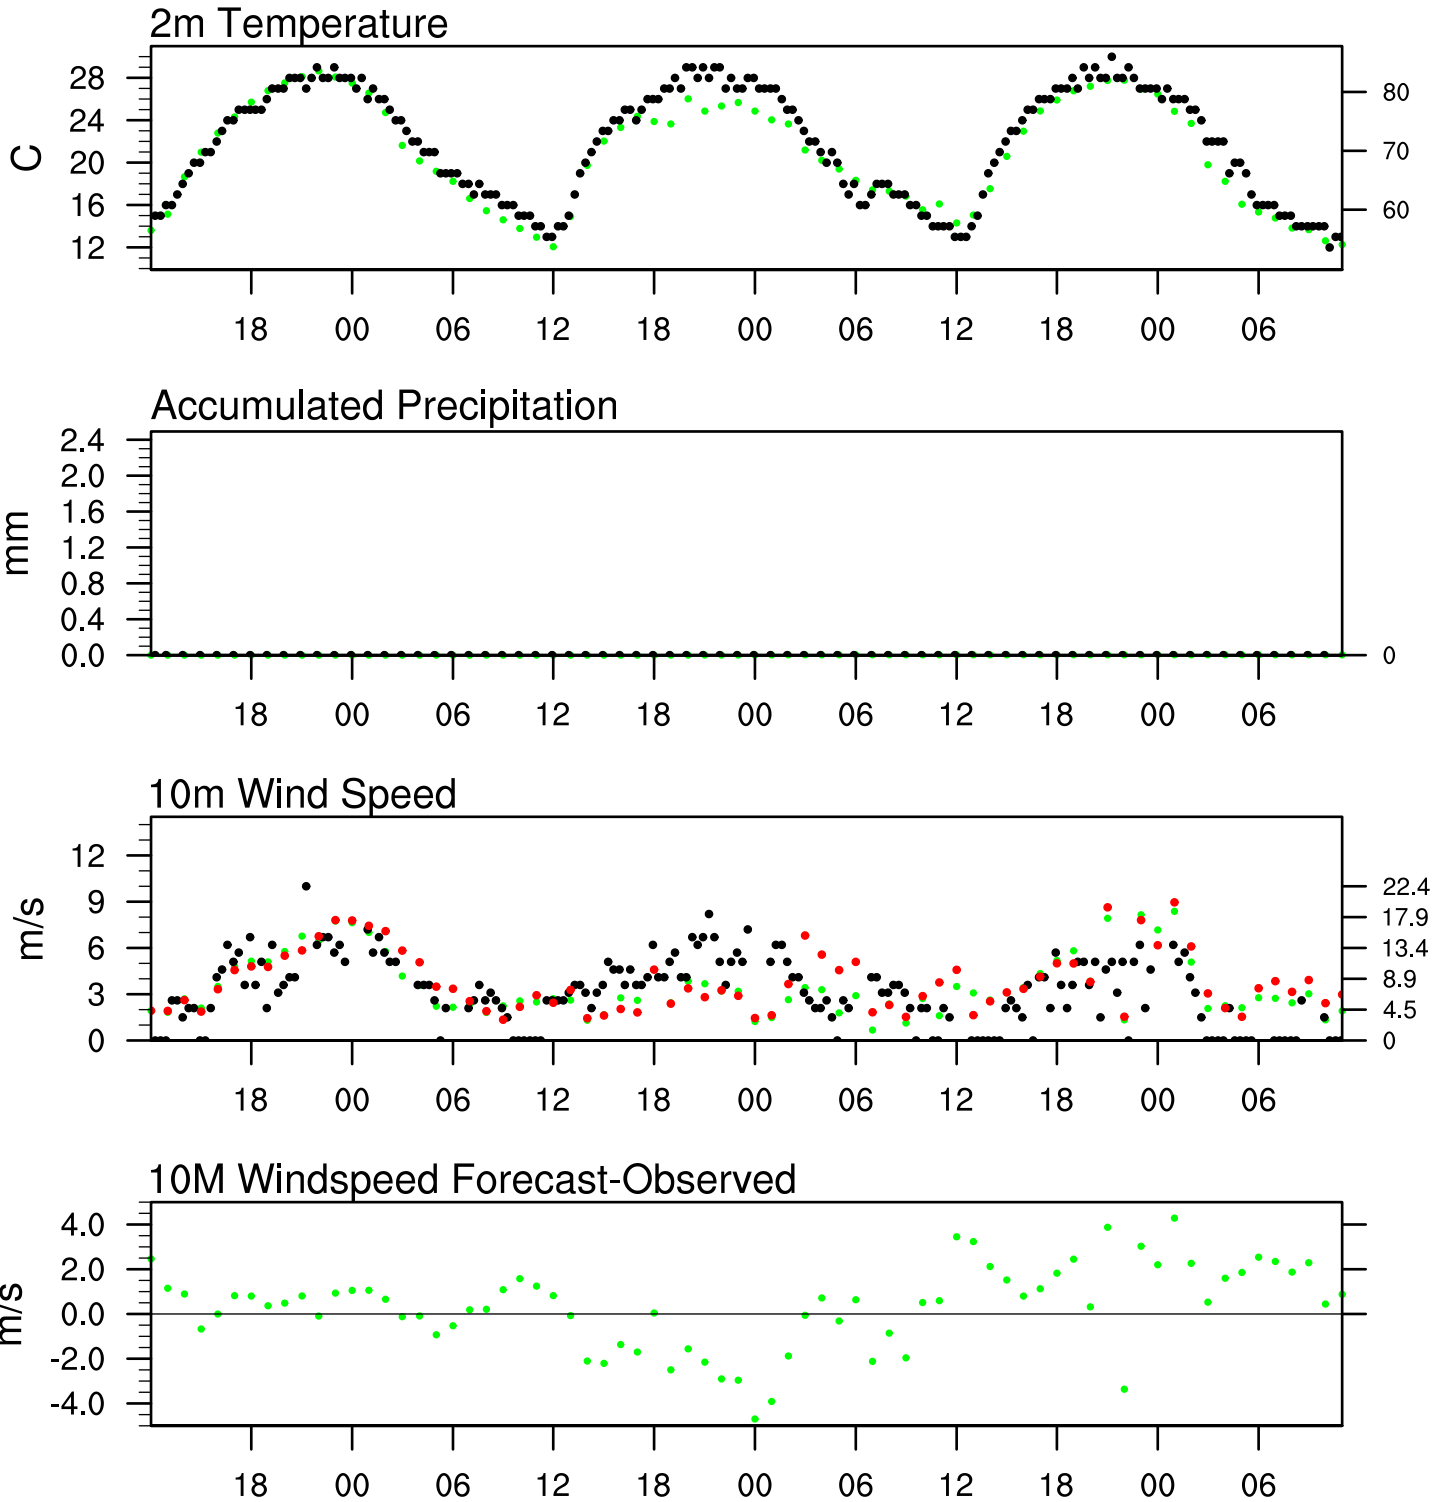 2m Temperature
C
28
24
20
16
12
80
70
60
18 00 06 12 18 00 06 12 18 00 06
Accumulated Precipitation
mm
2.4
2.0
1.6
1.2
0.8
0.4
0.0
0
18 00 06 12 18 00 06 12 18 00 06
10m Wind Speed
m/s
12
9
6
3
0
22.4
17.9
13.4
8.9
4.5
0
18 00 06 12 18 00 06 12 18 00 06
10M Windspeed Forecast-Observed
m/s
4.0
2.0
0.0
-2.0
-4.0
18 00 06 12 18 00 06 12 18 00 06